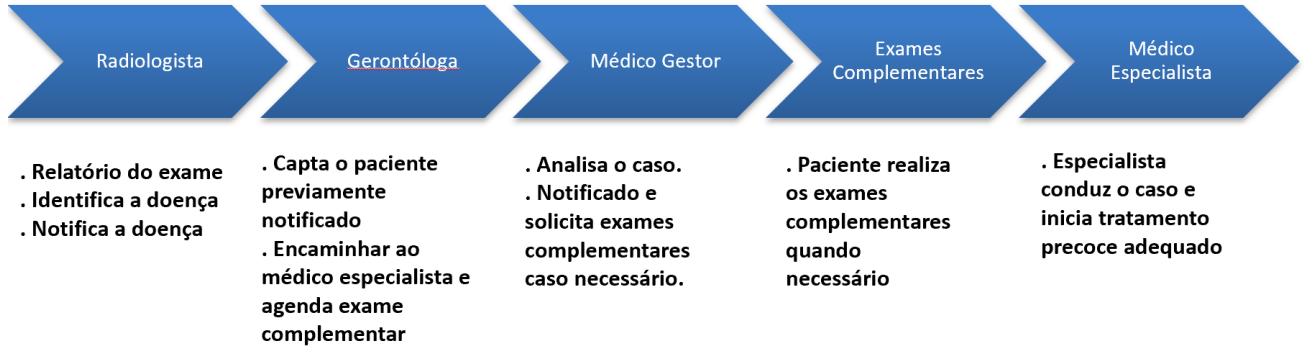 Radiologista
Gerontóloga
Médico Gestor
Exames
Complementares
Médico
Especialista
. Relatório do exame
. Identifica a doença
. Notifica a doença
. Capta o paciente
previamente
notificado
. Encaminhar ao
médico especialista e
agenda exame
complementar
. Analisa o caso.
. Notificado e
solicita exames
complementares
caso necessário.
. Paciente realiza
os exames
complementares
quando
necessário
. Especialista
conduz o caso e
inicia tratamento
precoce adequado